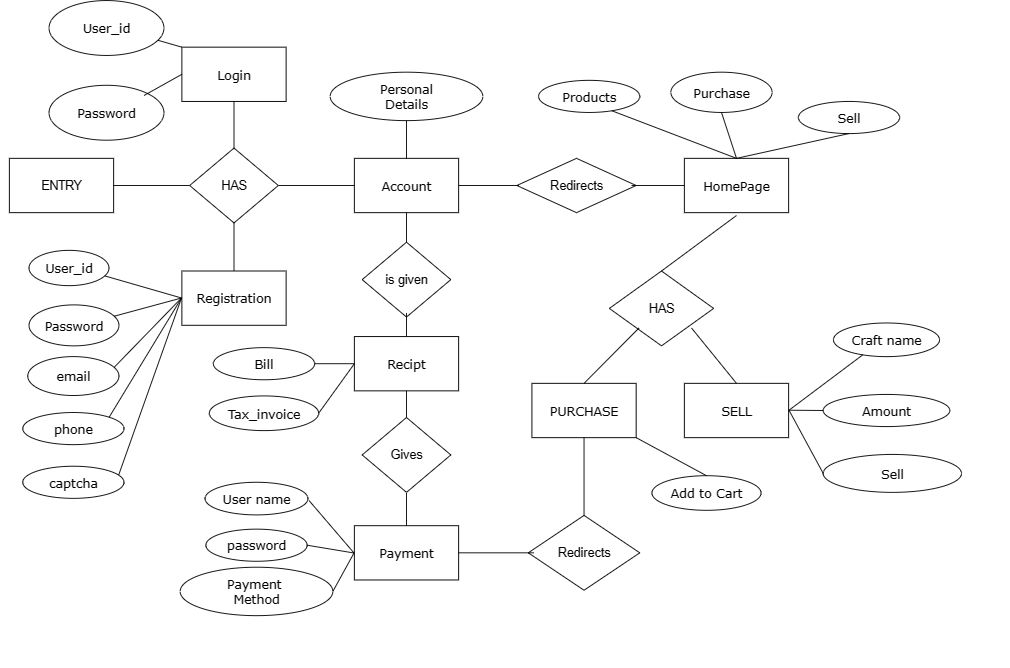 User_id
Login
Password
Personal
Details
Products
Purchase
Sell
ENTRY
HAS
Account
Redirects
HomePage
User_id
Password
email
phone
captcha
Registration
is given
HAS
Bill
Tax_invoice
Recipt
PURCHASE
SELL
Craft name
Amount
Sell
Add to Cart
Gives
User name
password
Payment
Method
Payment
Redirects